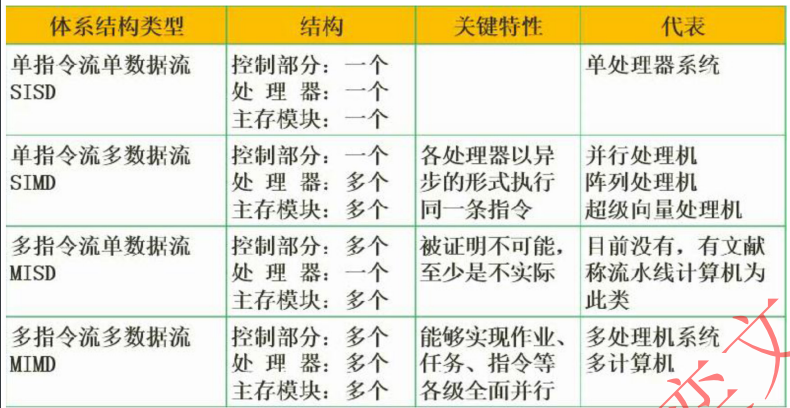 体系结构类型 结构 关键特性 代表
单指令流单数据流 控制部分：一个 单处理器系统
SISD 处 理 器：一个
主存模块：一个
单指令流多数据流 控制部分：一个 各处理器以异 并行处理机
SIMD 处 理 器：多个 步的形式执行 阵列处理机
主存模块：多个 同一条指令 超级向量处理机
多指令流单数据流 控制部分：多个 被证明不可能， 目前没有，有文献
MISD 处 理 器：一个 至少是不实际 称流水线计算机为
主存模块：多个 此类
多指令流多数据流 控制部分：多个 能够实现作业、 多处理机系统
MIMD 处 理 器：多个 任务、指令等 多计算机
主存模块：多个 各级全面并行